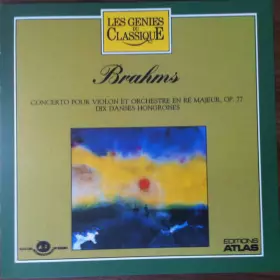 LES GENIES
DU
CLASSIQUE
Brahms
CONCERTO POUR VIOLON ET ORCHESTRE EN RÉ MAJEUR, OP. 77
DIX DANSES HONGROISES
EDITIONS
ATLAS